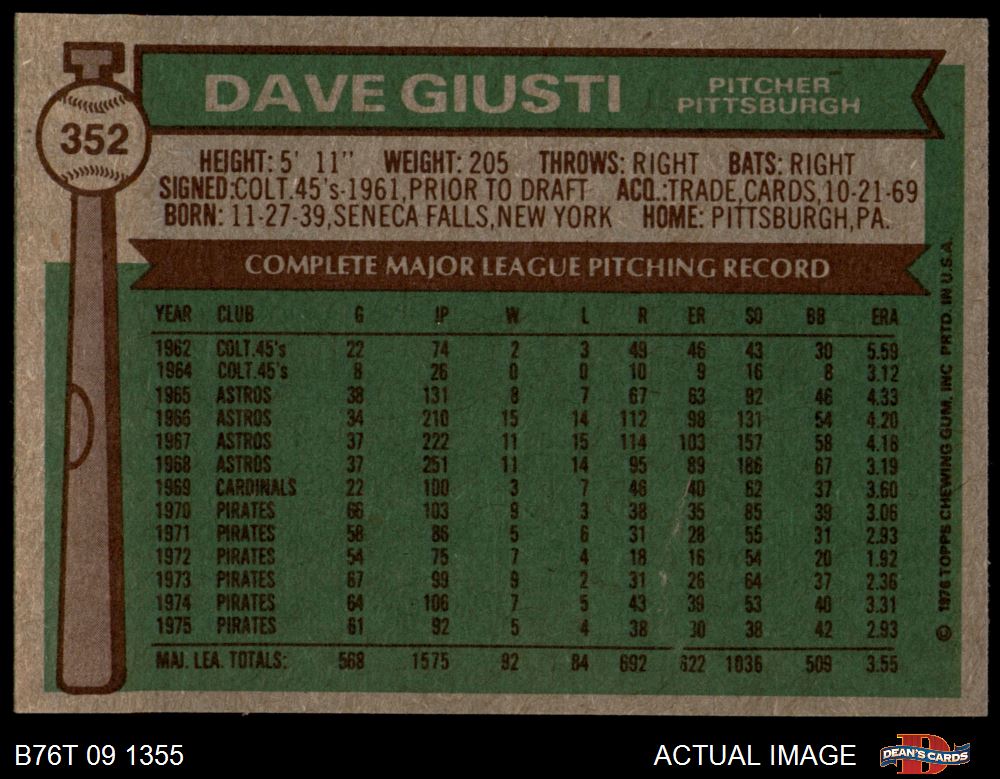 352
DAVE GIUSTI
PITCHER
PITTSBURGH
HEIGHT: 5' 11" WEIGHT: 205 THROWS: RIGHT BATS: RIGHT
SIGNED:COLT.45's-1961,PRIOR TO DRAFT ACQ.:TRADE,CARDS,10-21-69
BORN: 11-27-39,SENECA FALLS,NEW YORK HOME: PITTSBURGH,PA.
COMPLETE MAJOR LEAGUE PITCHING RECORD
YEAR CLUB G IP W L R ER SO BB ERA
1962 COLT.45's 22 74 2 3 49 46 43 30 5.59
1964 COLT.45's 8 26 0 0 10 9 16 8 3.12
1965 ASTROS 38 131 8 7 67 63 92 46 4.33
1966 ASTROS 34 210 15 14 112 98 131 54 4.20
1967 ASTROS 37 222 11 15 114 103 157 58 4.18
1968 ASTROS 37 251 11 14 95 89 186 67 3.19
1969 CARDINALS 22 100 3 7 46 40 62 37 3.60
1970 PIRATES 66 103 9 3 38 35 85 39 3.06
1971 PIRATES 58 86 5 6 31 28 55 31 2.93
1972 PIRATES 54 75 7 4 18 16 54 20 1.92
1973 PIRATES 67 99 9 2 31 26 64 37 2.36
1974 PIRATES 64 106 7 5 43 39 53 40 3.31
1975 PIRATES 61 92 5 4 38 30 38 42 2.93
MAJ. LEA. TOTALS: 568 1575 92 84 692 622 1036 509 3.55
© 1976 TOPPS CHEWING GUM, INC PRTD. IN U.S.A.
B76T 09 1355
ACTUAL IMAGE
DEAN'S CARDS